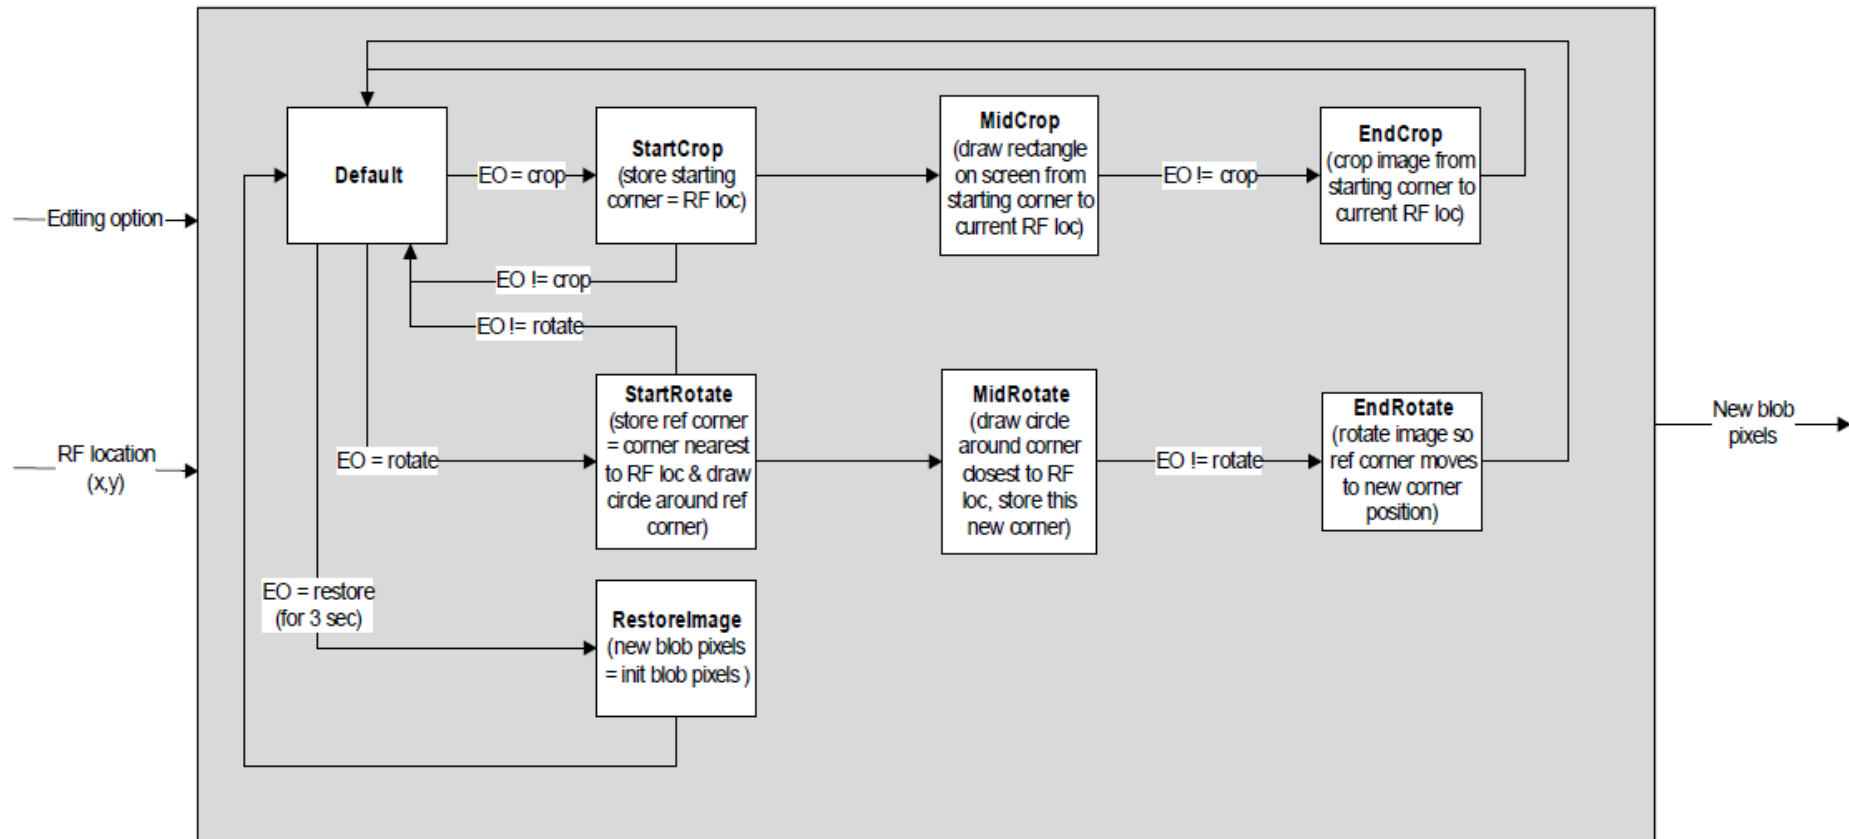 Default
EO = crop
StartCrop
(store starting
corner = RF loc)
MidCrop
(draw rectangle
on screen from
starting corner to
current RF loc)
EO != crop
EndCrop
(crop image from
starting corner to
current RF loc)
Editing option
EO != crop
EO != rotate
StartRotate
(store ref corner
= corner nearest
to RF loc & draw
circle around ref
corner)
MidRotate
(draw circle
around corner
closest to RF
loc, store this
new corner)
EO != rotate
EndRotate
(rotate image so
ref corner moves
to new corner
position)
New blob
pixels
RF location
(x,y)
EO = rotate
EO = restore
(for 3 sec)
RestoreImage
(new blob pixels
= init blob pixels )